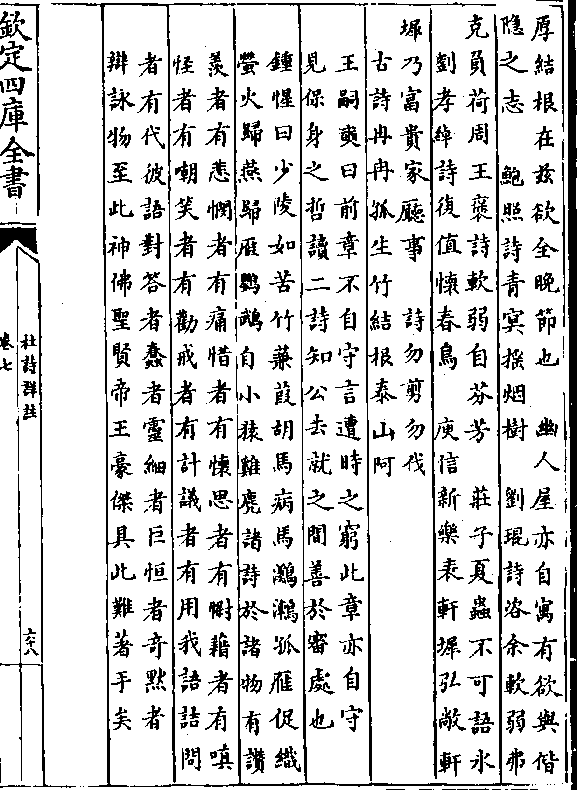 厚結根在兹欲全晚節也　幽人屋亦自寓有欲與偕
隐之志　鮑照詩青冥揺烟樹　劉琨詩咨余軟弱弗
克負荷周王褒詩軟弱自芬芳　莊子夏蟲不可語氷
劉孝綽詩復值懷春鳥　庾信新樂表軒墀弘敞軒
墀乃富貴家廳事　詩勿剪勿伐
古詩冉冉孤生竹結根泰山阿
王嗣奭曰前章不自守言遭時之窮此章亦自守
見保身之哲讀二詩知公去就之間善於審處也
鍾惺曰少陵如苦竹蒹葭胡馬病馬鸂鶒孤雁促織
螢火歸燕歸雁鸚鵡白小猿雞麂諸詩於諸物有讚
羡者有悲憫者有痛惜者有懷思者有慰藉者有嗔
怪者有嘲笑者有勸戒者有計議者有用我語詰問
者有代彼語對答者蠢者靈細者巨恒者奇黙者
辯詠物至此神佛聖賢帝王豪傑具此難著手矣
欽定四庫全書
杜詩詳註
卷七
六十八